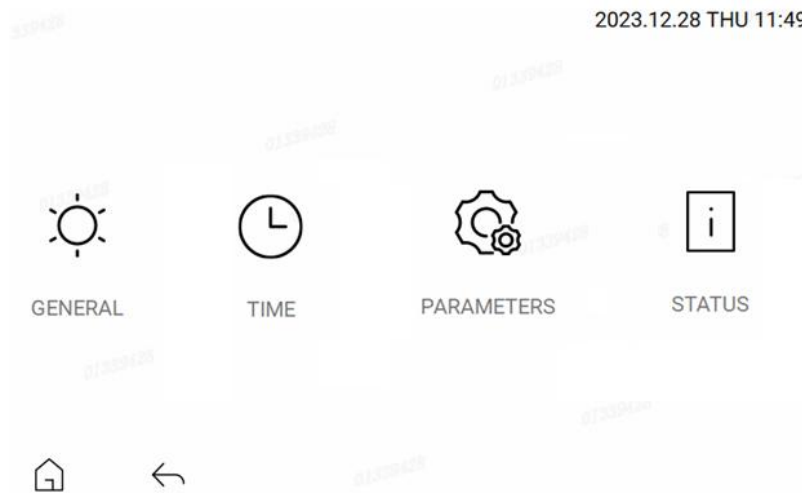 2023.12.28 THU 11:49
GENERAL
TIME
PARAMETERS
STATUS